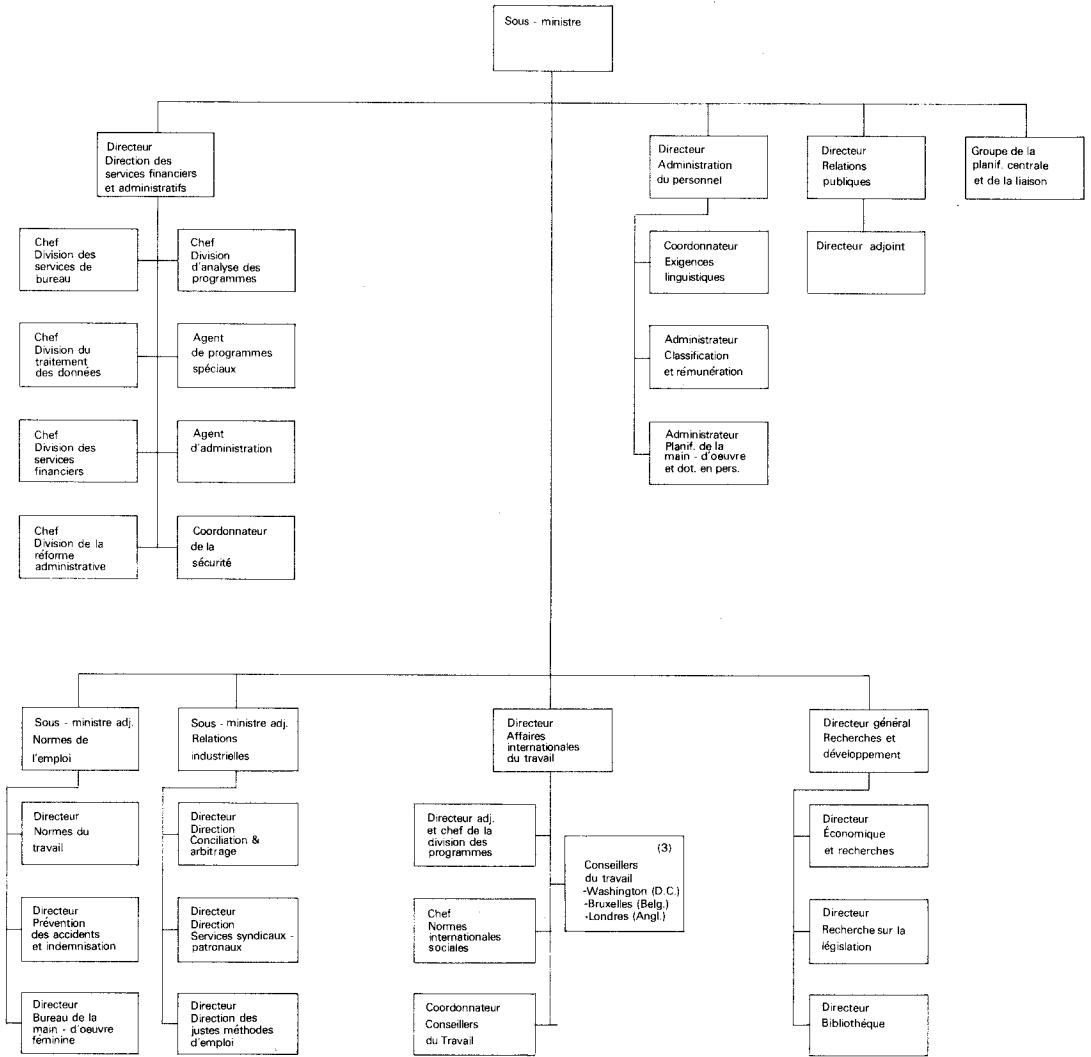 Sous - ministre
Directeur
Direction des
services financiers
et administratifs
Directeur
Administration
du personnel
Directeur
Relations
publiques
Groupe de la
planif. centrale
et de la liaison
Chef
Division des
services de
bureau
Chef
Division
d'analyse des
programmes
Coordonnateur
Exigences
linguistiques
Directeur adjoint
Chef
Division du
traitement
des données
Agent
de programmes
spéciaux
Administrateur
Classification
et rémunération
Chef
Division des
services
financiers
Agent
d'administration
Administrateur
Planif. de la
main - d'oeuvre
et dot. en pers.
Chef
Division de la
réforme
administrative
Coordonnateur
de la
sécurité
Sous - ministre adj.
Normes de
l'emploi
Sous - ministre adj.
Relations
industrielles
Directeur
Affaires
internationales
du travail
Directeur général
Recherches et
développement
Directeur
Normes du
travail
Directeur
Direction
Conciliation &
arbitrage
Directeur adj.
et chef de la
division des
programmes
(3)
Conseillers
du travail
-Washington (D.C.)
-Bruxelles (Belg.)
-Londres (Angl.)
Directeur
Économique
et recherches
Directeur
Prévention
des accidents
et indemnisation
Directeur
Direction
Services syndicaux -
patronaux
Chef
Normes
internationales
sociales
Directeur
Recherche sur la
législation
Directeur
Bureau de la
main - d'oeuvre
féminine
Directeur
Direction des
justes méthodes
d'emploi
Coordonnateur
Conseillers
du Travail
Directeur
Bibliothéque